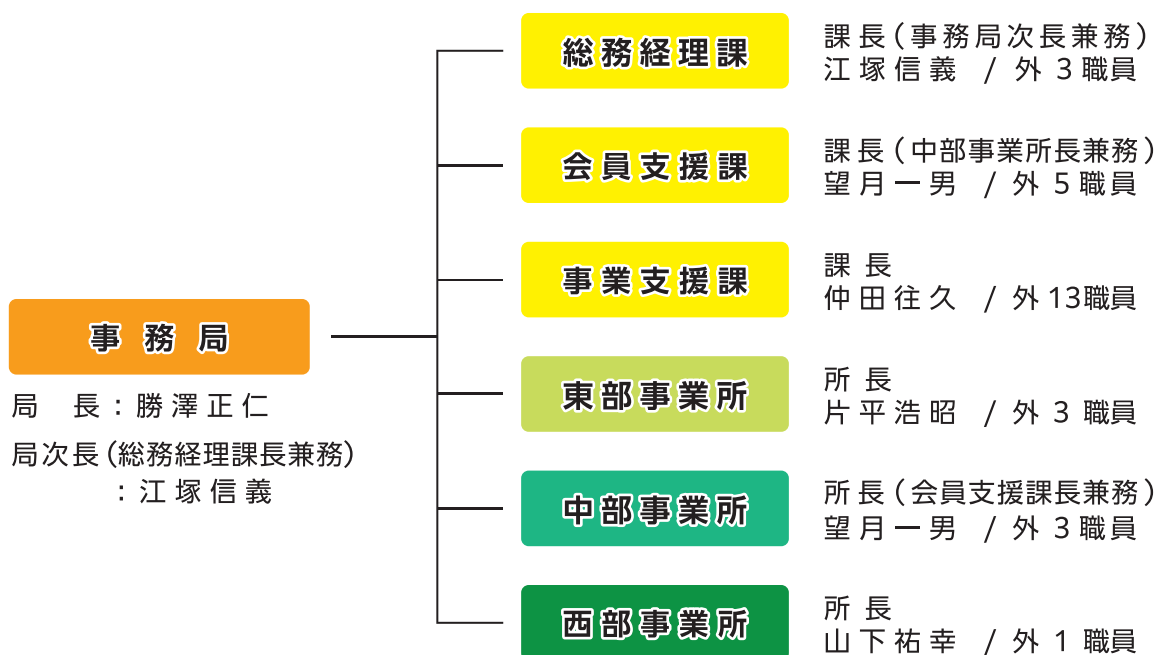 総務経理課
課長(事務局次長兼務)
江塚信義 / 外 3 職員
会員支援課
課長(中部事業所長兼務)
望月一男 / 外 5 職員
事業支援課
課長
仲田往久 / 外 13 職員
事務局
局 長:勝澤正仁
局次長(総務経理課長兼務)
:江塚信義
東部事業所
所長
片平浩昭 / 外 3 職員
中部事業所
所長(会員支援課長兼務)
望月一男 / 外 3 職員
西部事業所
所長
山下祐幸 / 外 1 職員